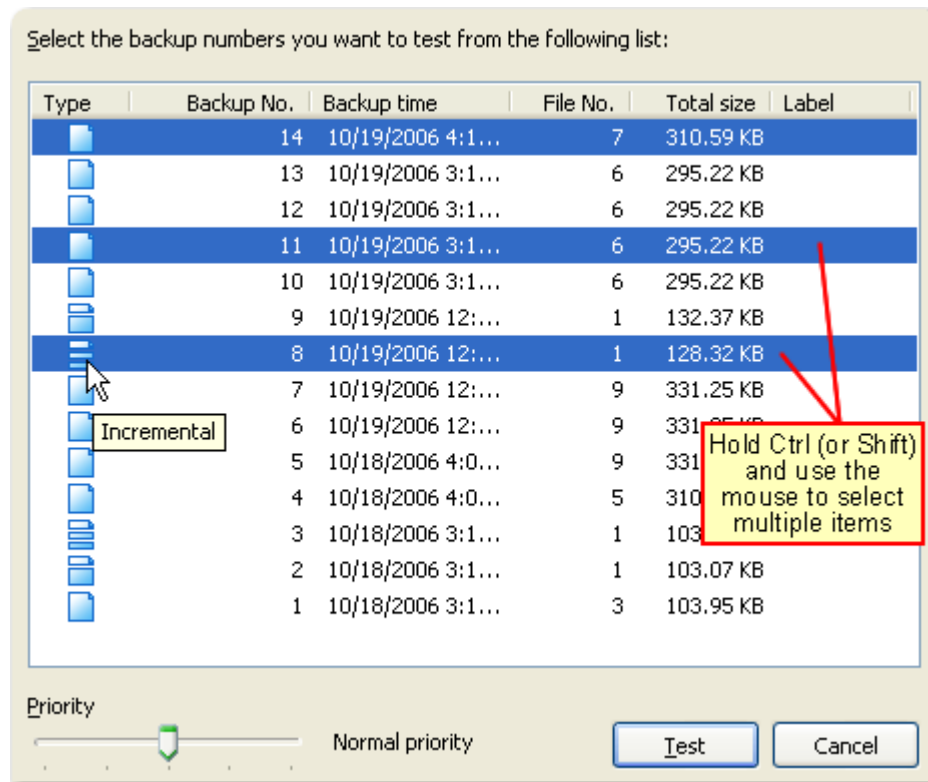 Select the backup numbers you want to test from the following list:
Type Backup No. Backup time File No. Total size Label
14 10/19/2006 4:1... 7 310.59 KB
13 10/19/2006 3:1... 6 295.22 KB
12 10/19/2006 3:1... 6 295.22 KB
11 10/19/2006 3:1... 6 295.22 KB
10 10/19/2006 3:1... 6 295.22 KB
9 10/19/2006 12:... 1 132.37 KB
8 10/19/2006 12:... 1 128.32 KB
7 10/19/2006 12:... 9 331.25 KB
Incremental
6 10/19/2006 12:... 9
5 10/18/2006 4:0... 9 331
4 10/18/2006 4:0... 5 310
3 10/18/2006 3:1... 1 103
2 10/18/2006 3:1... 1 103.07 KB
1 10/18/2006 3:1... 3 103.95 KB
Hold Ctrl (or Shift)
and use the
mouse to select
multiple items
Priority
Normal priority
Test
Cancel